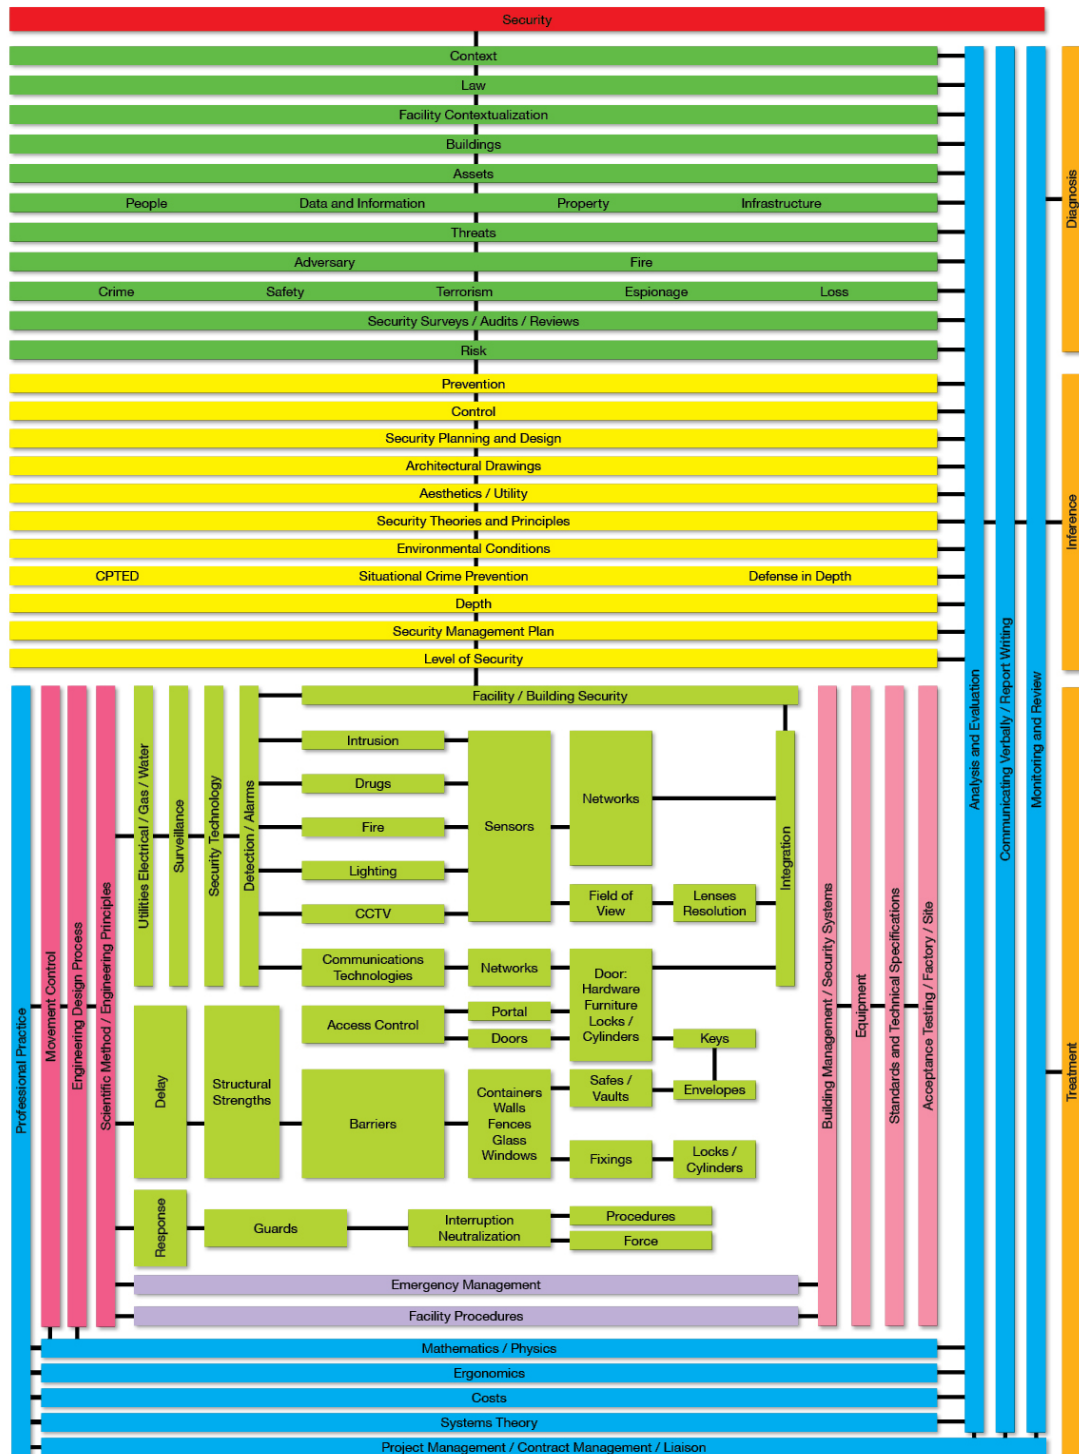 Security
Context
Law
Facility Contextualization
Buildings
Assets
People Data and Information Property Infrastructure
Threats
Adversary Fire
Crime Safety Terrorism Espionage Loss
Security Surveys / Audits / Reviews
Risk
Diagnosis
Prevention
Control
Security Planning and Design
Architectural Drawings
Aesthetics / Utility
Security Theories and Principles
Environmental Conditions
CPTED Situational Crime Prevention Defense in Depth
Depth
Security Management Plan
Level of Security
Inference
Analysis and Evaluation
Communicating Verbally / Report Writing
Monitoring and Review
Professional Practice
Movement Control
Engineering Design Process
Scientific Method / Engineering Principles
Utilities Electrical / Gas / Water
Surveillance
Security Technology
Detection / Alarms
Facility / Building Security
Intrusion
Drugs
Fire
Lighting
CCTV
Sensors
Networks
Field of
View
Lenses
Resolution
Integration
Communications
Technologies
Networks
Door:
Hardware
Furniture
Locks /
Cylinders
Access Control
Portal
Doors
Keys
Envelopes
Delay
Structural
Strengths
Barriers
Containers
Walls
Fences
Glass
Windows
Safes /
Vaults
Fixings
Locks /
Cylinders
Response
Guards
Interruption
Neutralization
Procedures
Force
Emergency Management
Facility Procedures
Building Management / Security Systems
Equipment
Standards and Technical Specifications
Acceptance Testing / Factory / Site
Treatment
Mathematics / Physics
Ergonomics
Costs
Systems Theory
Project Management / Contract Management / Liaison